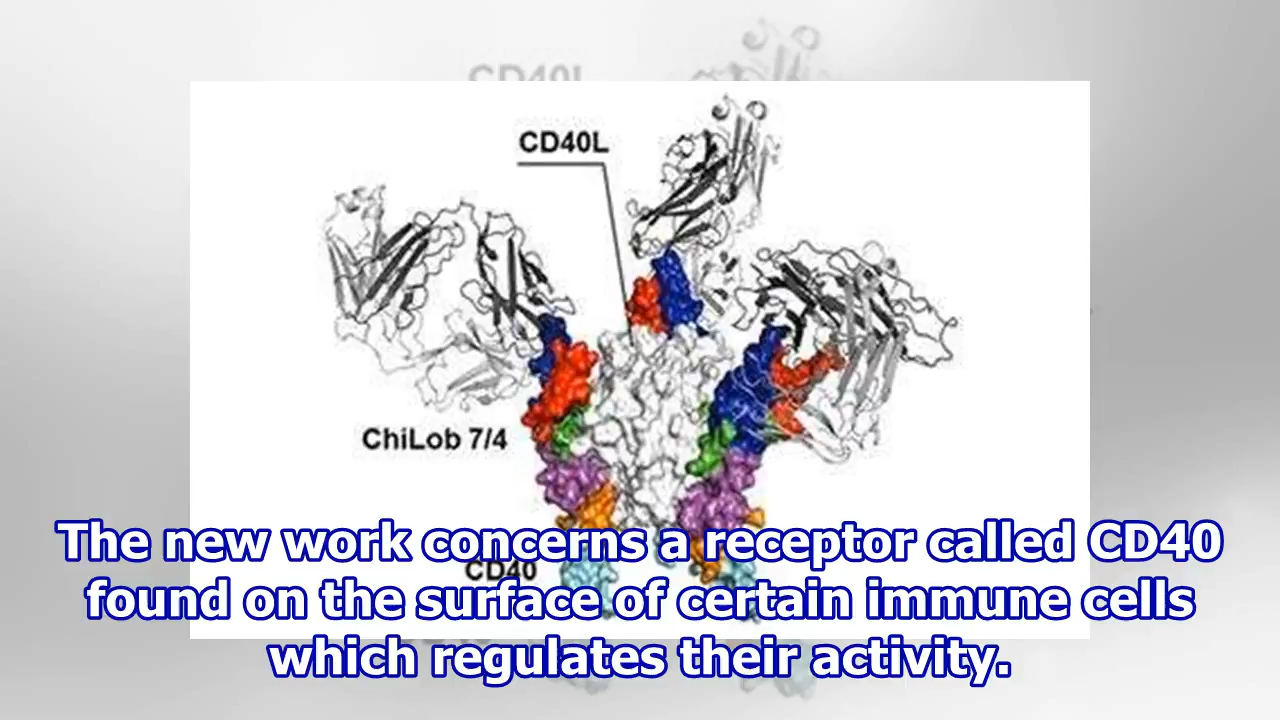 CD40L
CD40L
ChiLob 7/4
CD40
The new work concerns a receptor called CD40
found on the surface of certain immune cells
which regulates their activity.